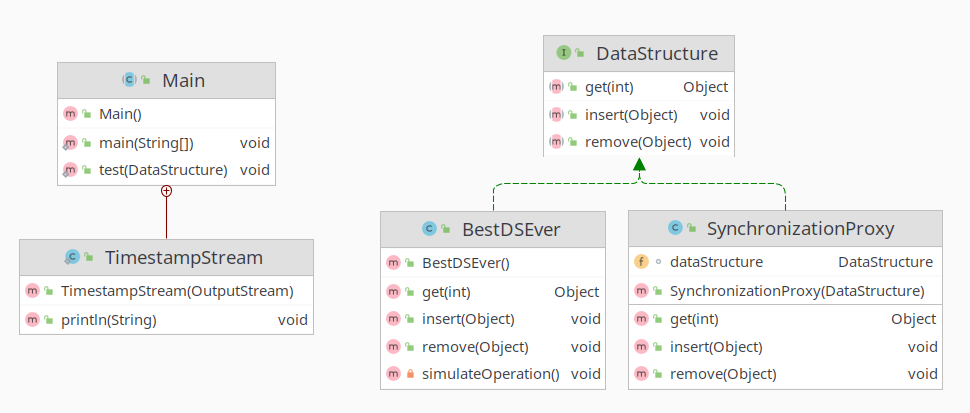 Main
Main()
main(String[]) void
test(DataStructure) void
TimestampStream
TimestampStream(OutputStream)
println(String) void
DataStructure
get(int) Object
insert(Object) void
remove(Object) void
BestDSEver
BestDSEver()
get(int) Object
insert(Object) void
remove(Object) void
simulateOperation() void
SynchronizationProxy
dataStructure DataStructure
SynchronizationProxy(DataStructure)
get(int) Object
insert(Object) void
remove(Object) void